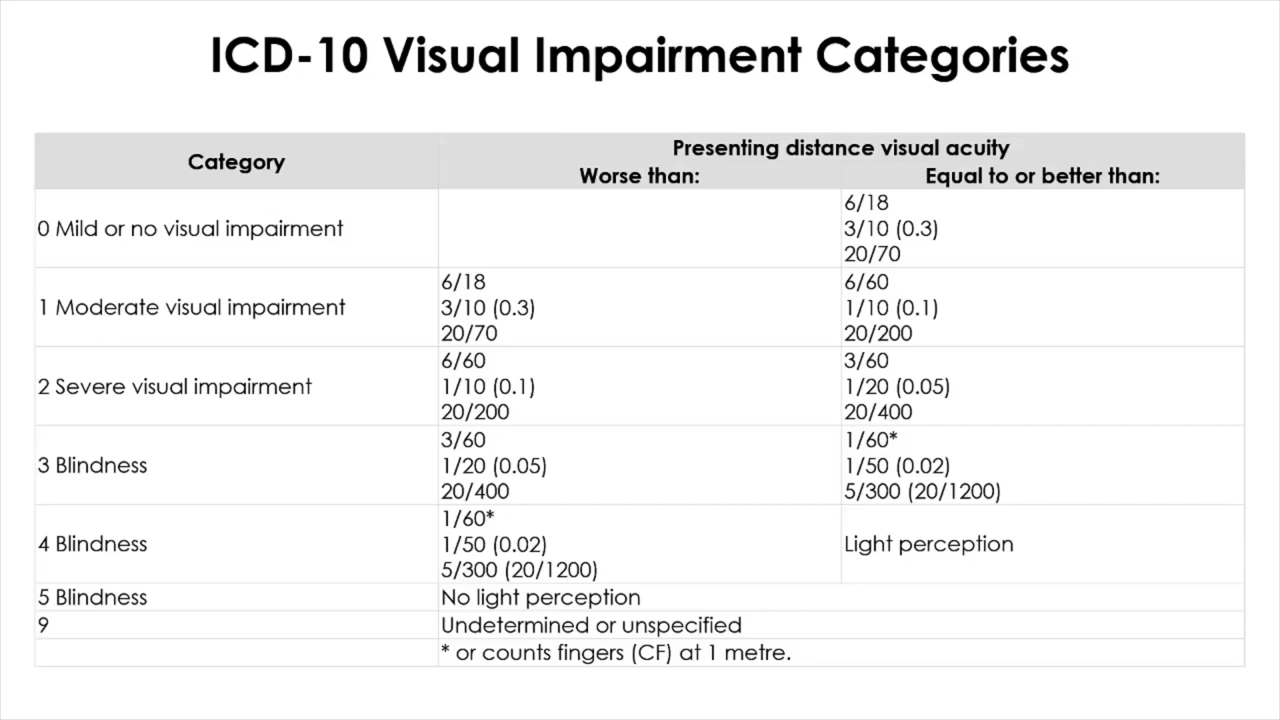 ICD-10 Visual Impairment Categories
Category
Presenting distance visual acuity
Worse than:
Equal to or better than:
0 Mild or no visual impairment
6/18
3/10 (0.3)
20/70
1 Moderate visual impairment
6/18
3/10 (0.3)
20/70
6/60
1/10 (0.1)
20/200
2 Severe visual impairment
6/60
1/10 (0.1)
20/200
3/60
1/20 (0.05)
20/400
3 Blindness
3/60
1/20 (0.05)
20/400
1/60*
1/50 (0.02)
5/300 (20/1200)
4 Blindness
1/60*
1/50 (0.02)
5/300 (20/1200)
Light perception
5 Blindness
No light perception
9
Undetermined or unspecified
* or counts fingers (CF) at 1 metre.